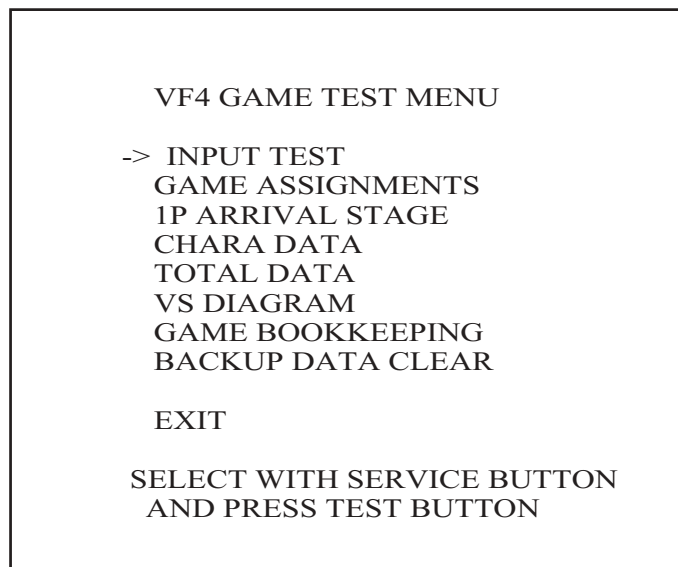 VF4 GAME TEST MENU
-> INPUT TEST
GAME ASSIGNMENTS
1P ARRIVAL STAGE
CHARA DATA
TOTAL DATA
VS DIAGRAM
GAME BOOKKEEPING
BACKUP DATA CLEAR
EXIT
SELECT WITH SERVICE BUTTON
AND PRESS TEST BUTTON